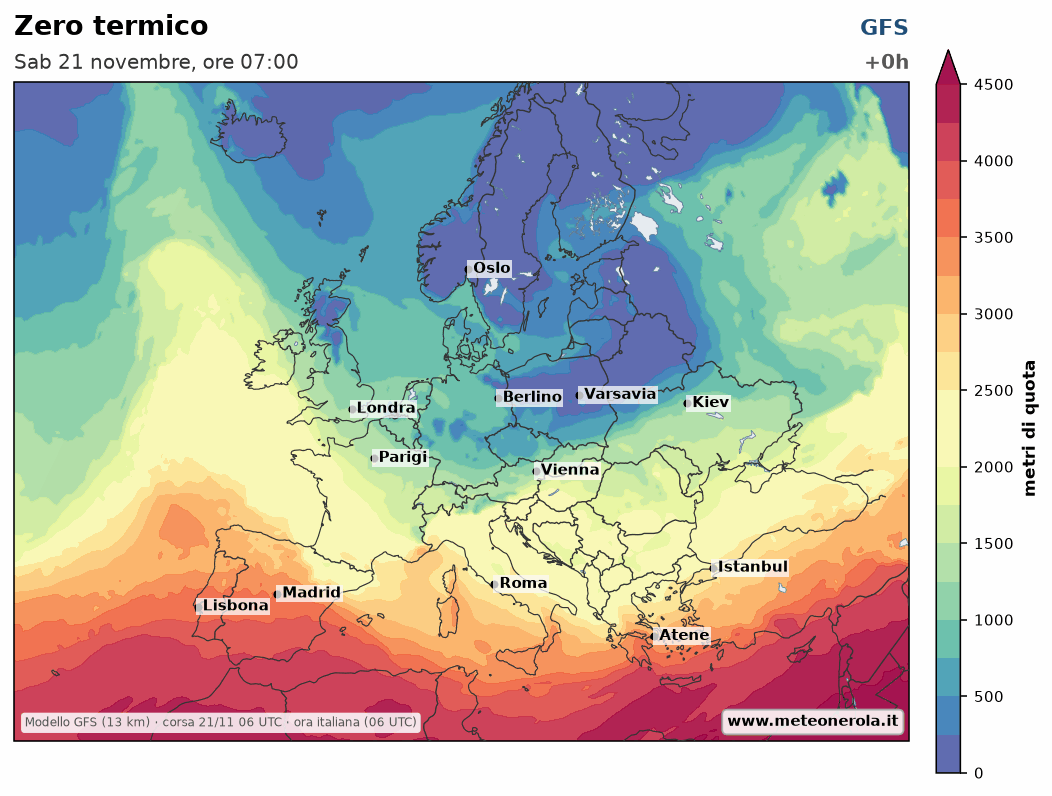 Zero termico
GFS
Sab 21 novembre, ore 07:00
+0h
4500
4000
3500
3000
2500
2000
1500
1000
500
0
metri di quota
Oslo
Berlino
Varsavia
Kiev
Londra
Parigi
Vienna
Istanbul
Roma
Madrid
Lisbona
Atene
Modello GFS (13 km) · corsa 21/11 06 UTC · ora italiana (06 UTC)
www.meteonerola.it